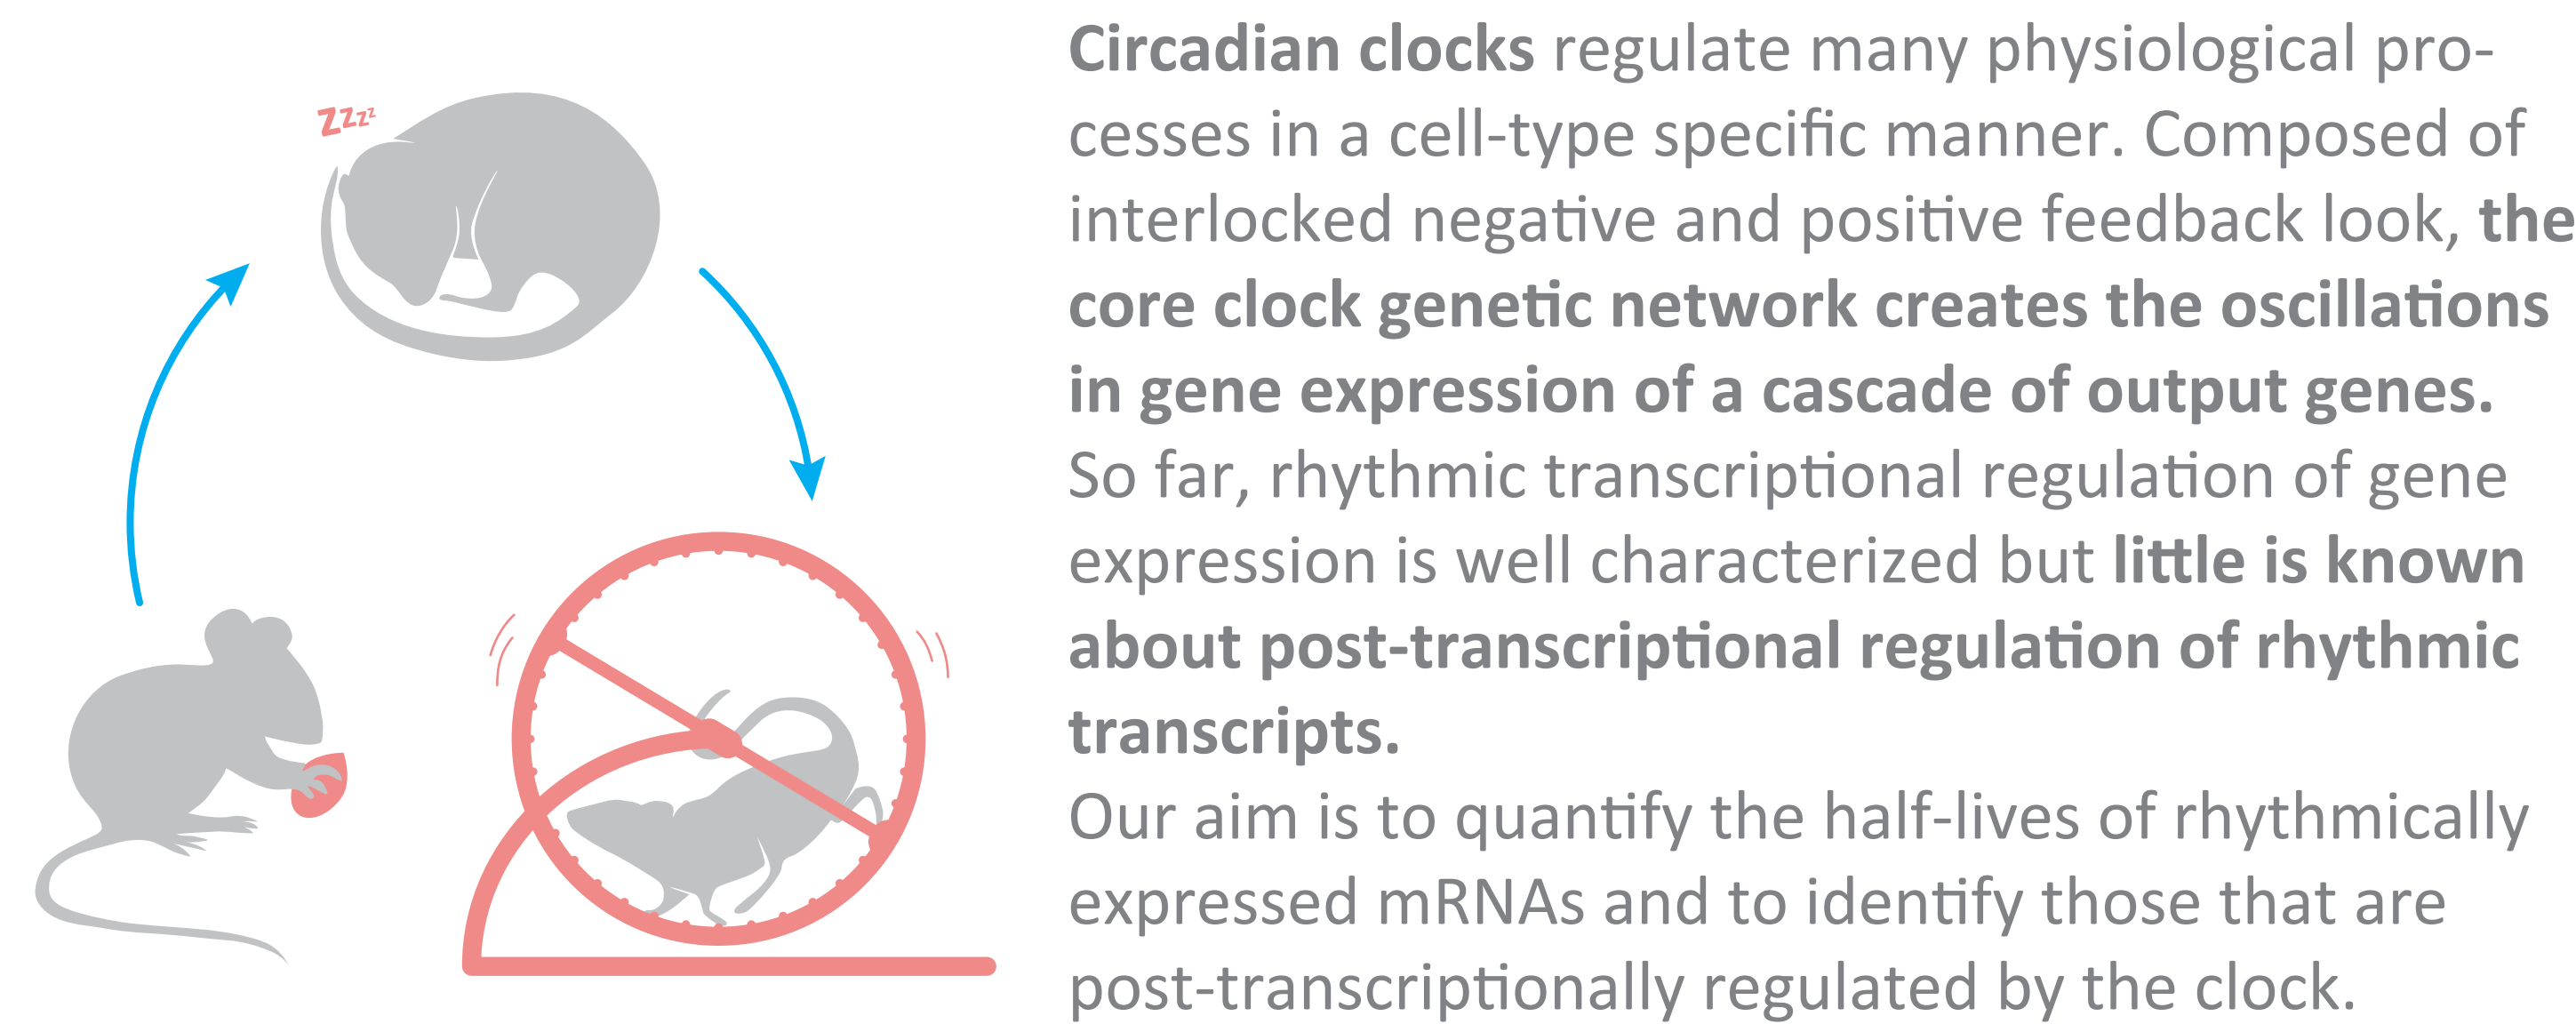 zzzzz
Circadian clocks regulate many physiological pro-
cesses in a cell-type specific manner. Composed of
interlocked negative and positive feedback look, the
core clock genetic network creates the oscillations
in gene expression of a cascade of output genes.
So far, rhythmic transcriptional regulation of gene
expression is well characterized but little is known
about post-transcriptional regulation of rhythmic
transcripts.
Our aim is to quantify the half-lives of rhythmically
expressed mRNAs and to identify those that are
post-transcriptionally regulated by the clock.